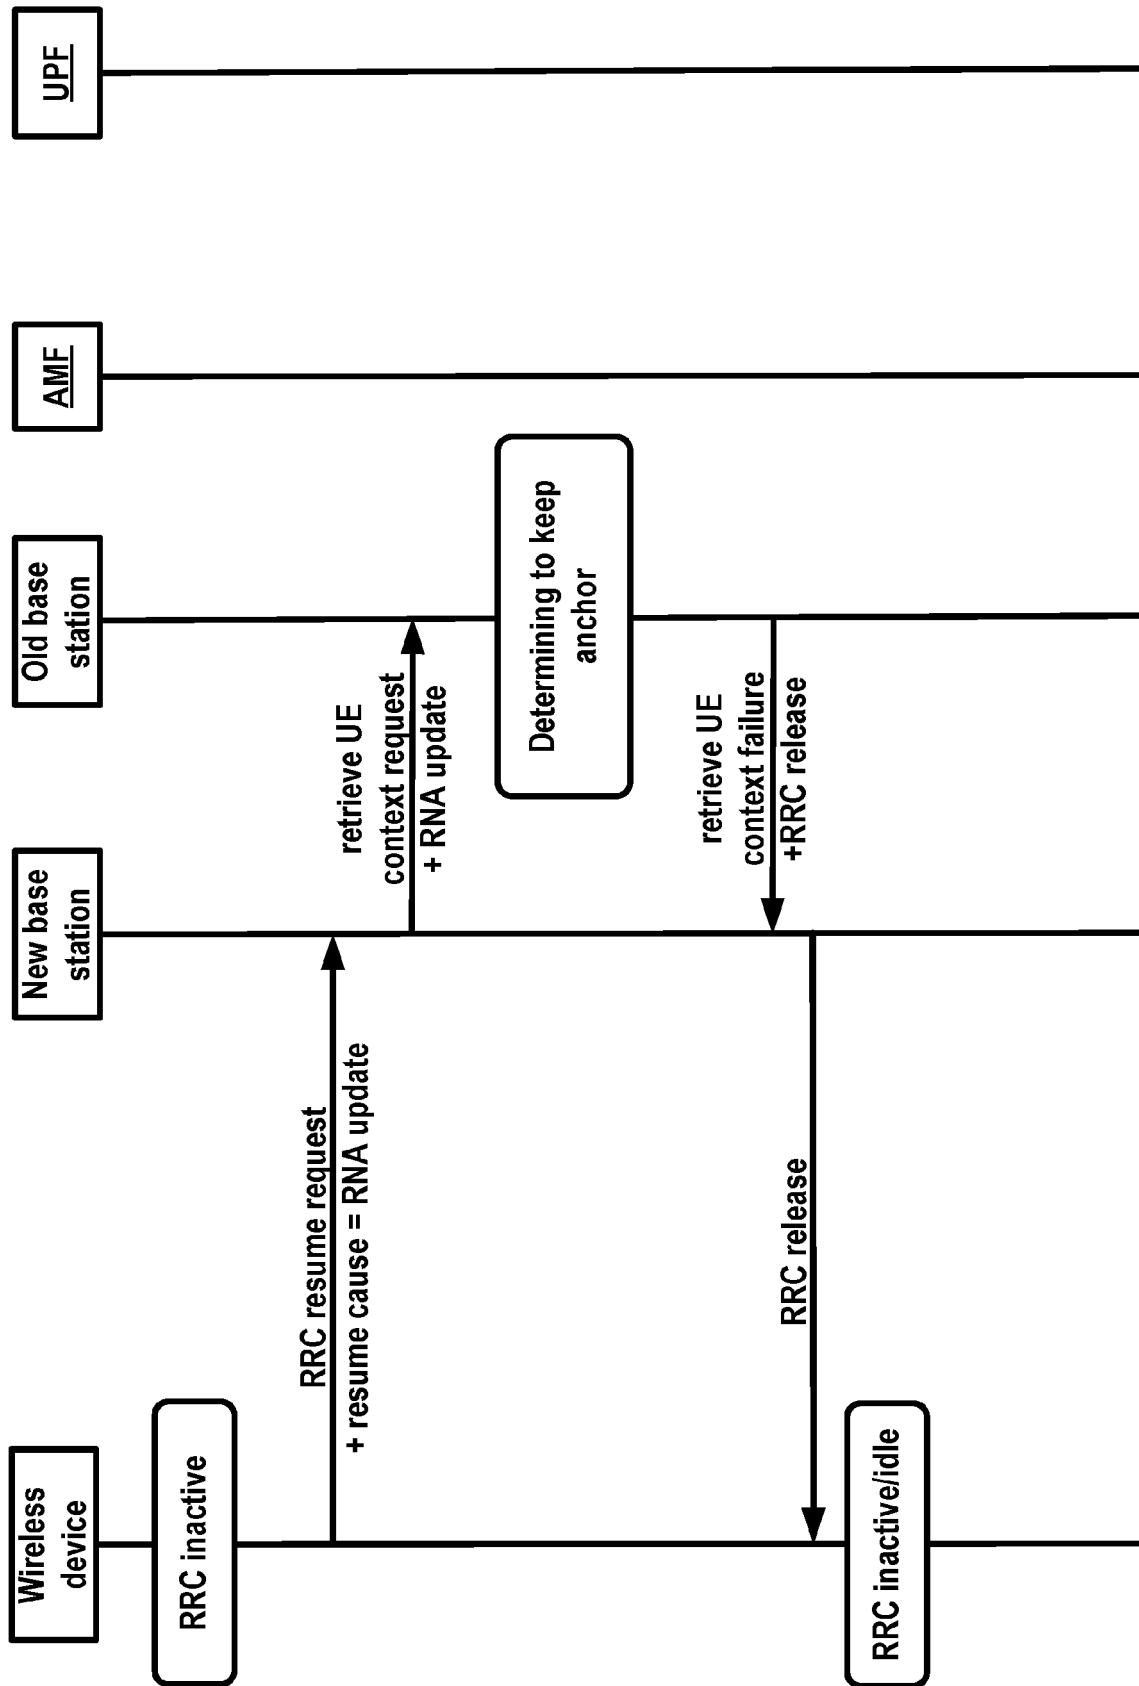 Wireless
device
New base
station
Old base
station
AMF
UPF
RRC inactive
RRC resume request
+ resume cause = RNA update
retrieve UE
context request
+ RNA update
Determining to keep
anchor
retrieve UE
context failure
+RRC release
RRC release
RRC inactive/idle